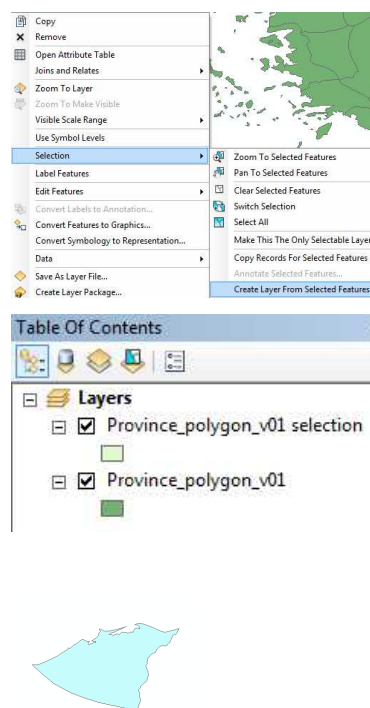 Copy
Remove
Open Attribute Table
Joins and Relates
Zoom To Layer
Zoom To Make Visible
Visible Scale Range
Use Symbol Levels
Selection
Label Features
Edit Features
Convert Labels to Annotation...
Convert Features to Graphics...
Convert Symbology to Representation...
Data
Save As Layer File...
Create Layer Package...
Zoom To Selected Features
Pan To Selected Features
Clear Selected Features
Switch Selection
Select All
Make This The Only Selectable Layer
Copy Records For Selected Features
Annotate Selected Features...
Create Layer From Selected Features
Table Of Contents
Layers
Province_polygon_v01 selection
Province_polygon_v01